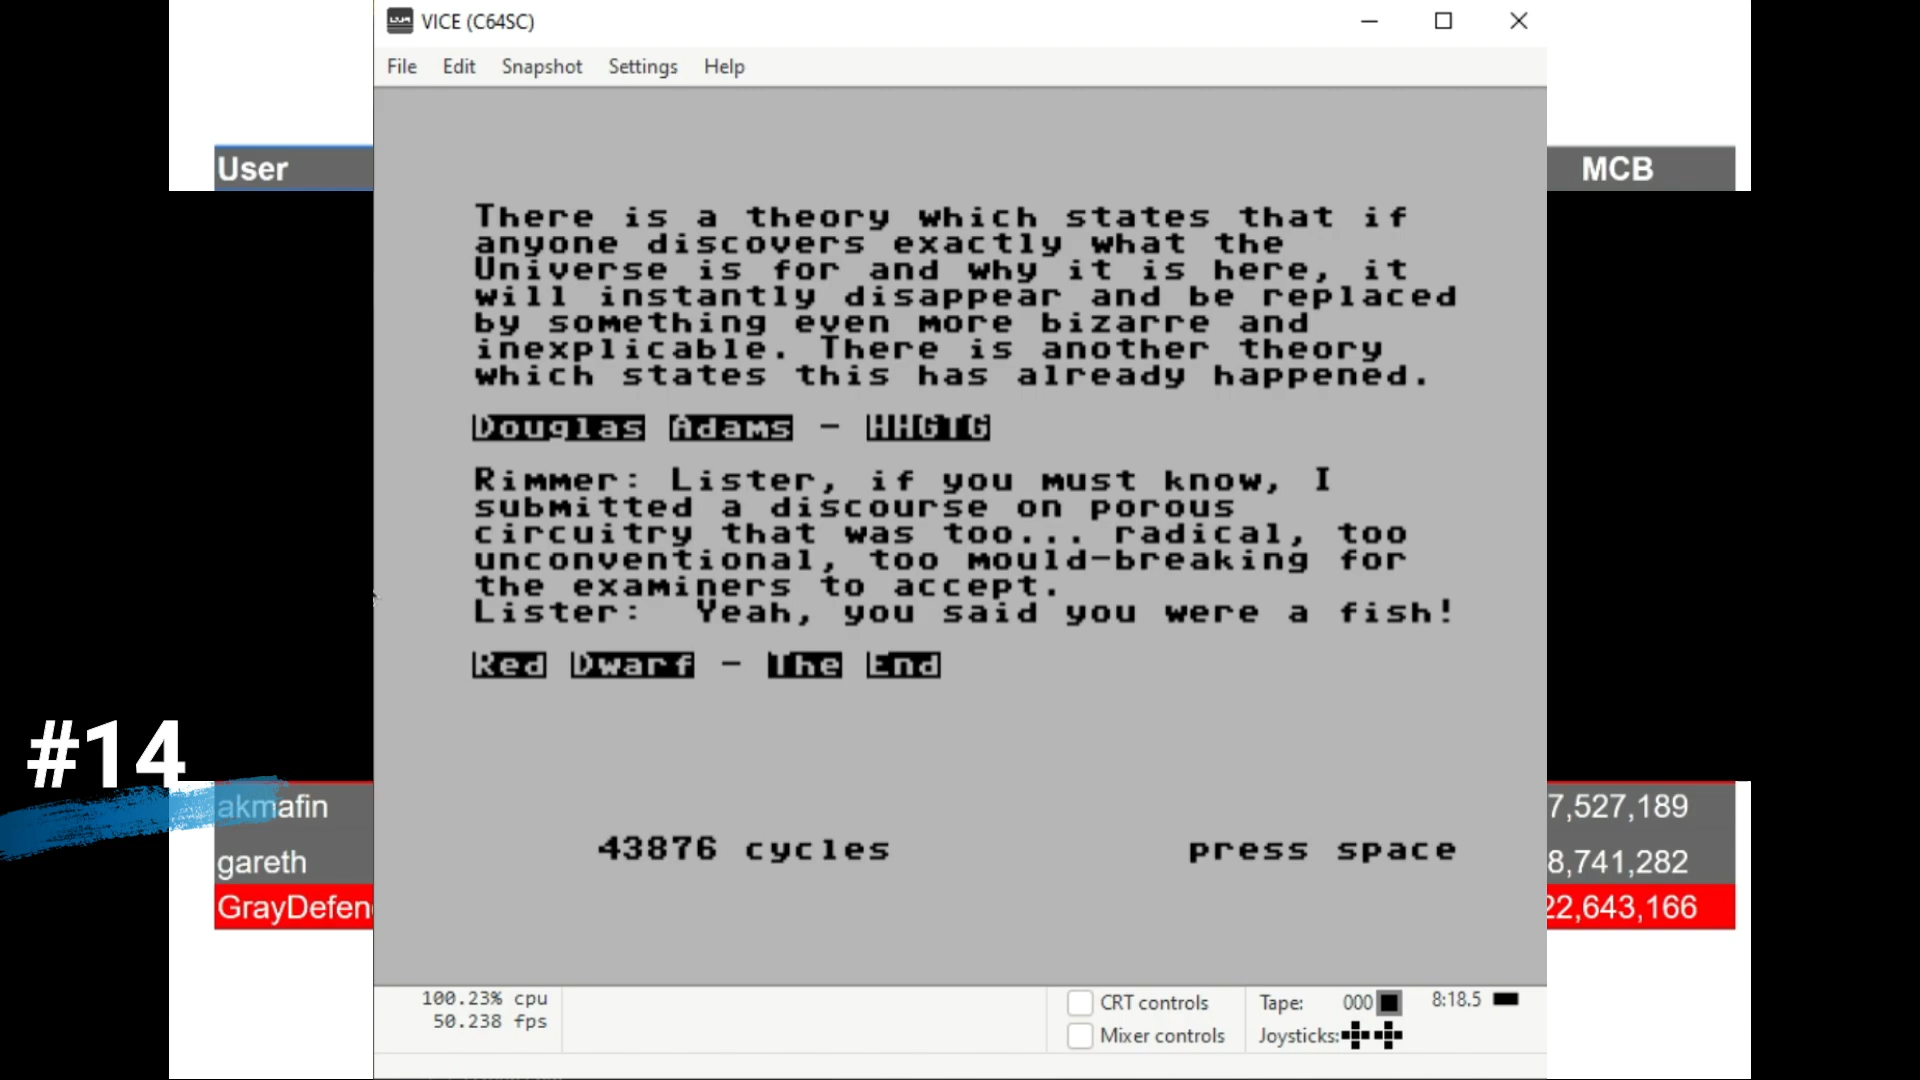 VICE (C64SC)
File Edit Snapshot Settings Help
User MCB
There is a theory which states that if
anyone discovers exactly what the
Universe is for and why it is here, it
will instantly disappear and be replaced
by something even more bizarre and
inexplicable. There is another theory
which states this has already happened.
Douglas Adams - HHGTG
Rimmer: Lister, if you must know, I
submitted a discourse on porous
circuitry that was too... radical, too
unconventional, too mould-breaking for
the examiners to accept.
Lister: Yeah, you said you were a fish!
Red Dwarf - The End
#14
akmafin 7,527,189
43876 cycles press space
gareth 8,741,282
GrayDefen 22,643,166
100.23% cpu
50.238 fps
CRT controls
Mixer controls
Tape: 000
Joysticks:
8:18.5